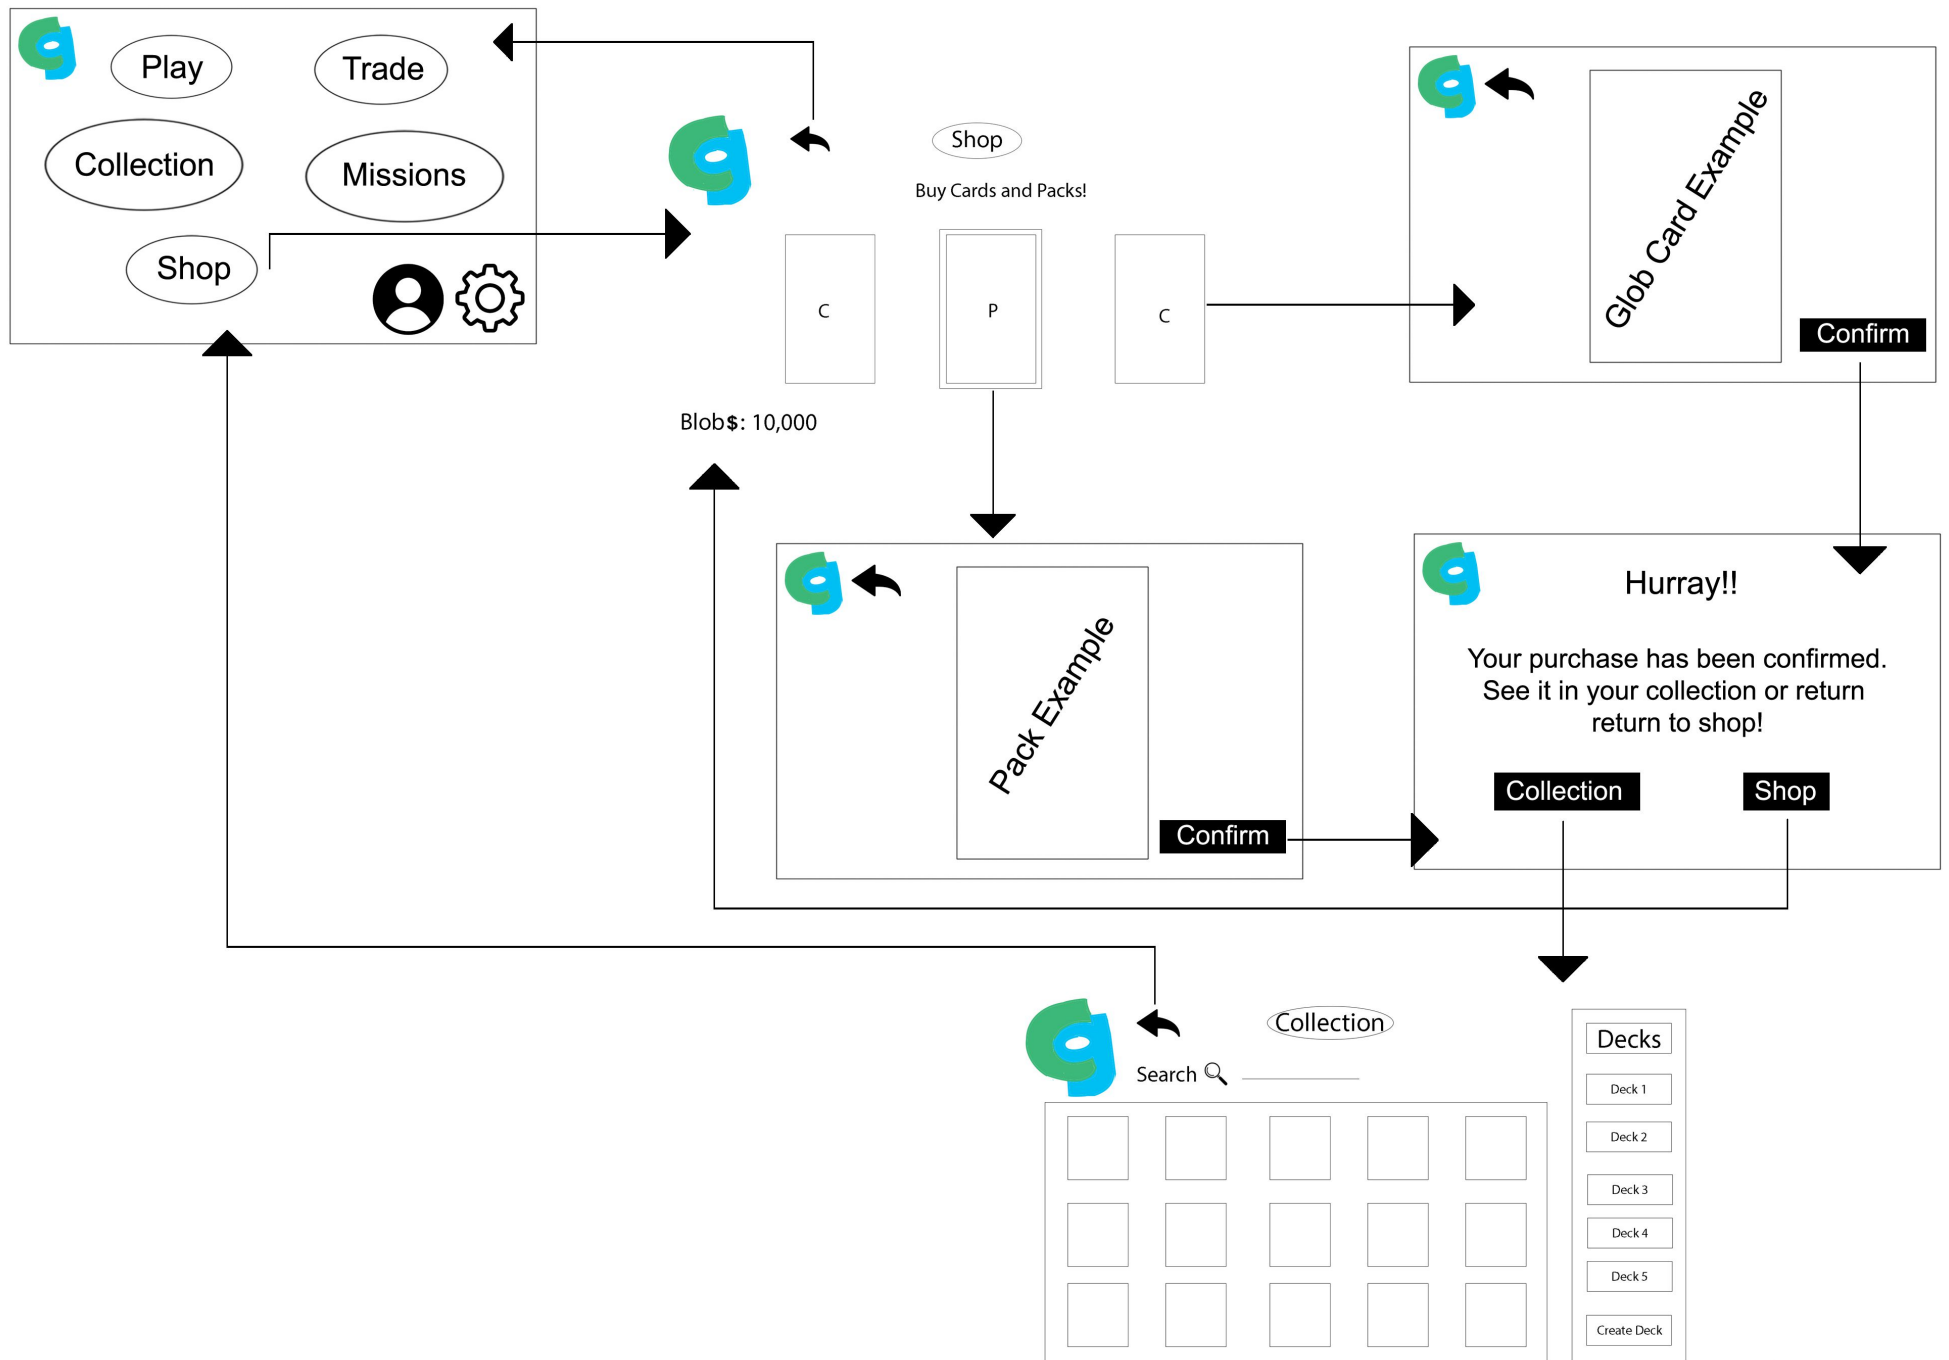 Play
Trade
Collection
Missions
Shop
Shop
Buy Cards and Packs!
C
P
C
Blob$: 10,000
Glob Card Example
Confirm
Pack Example
Confirm
Hurray!!
Your purchase has been confirmed.
See it in your collection or return
return to shop!
Collection
Shop
Collection
Search
Decks
Deck 1
Deck 2
Deck 3
Deck 4
Deck 5
Create Deck